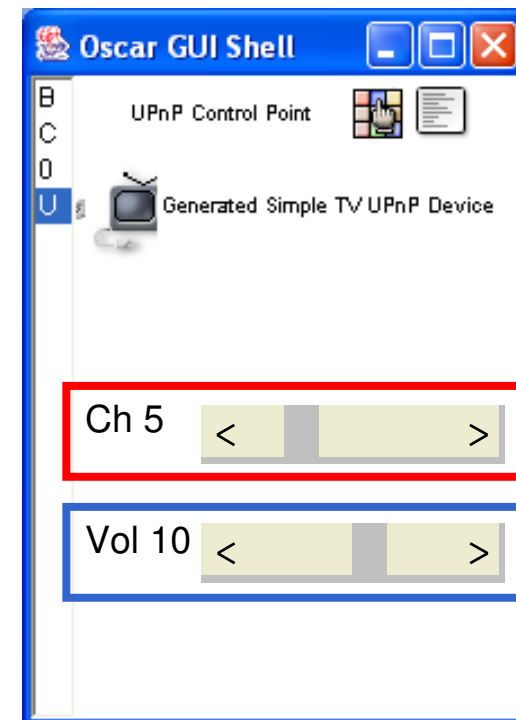 Oscar GUI Shell
B
C
O
U
UPnP Control Point
Generated Simple TV UPnP Device
Ch 5
< >
Vol 10
< >